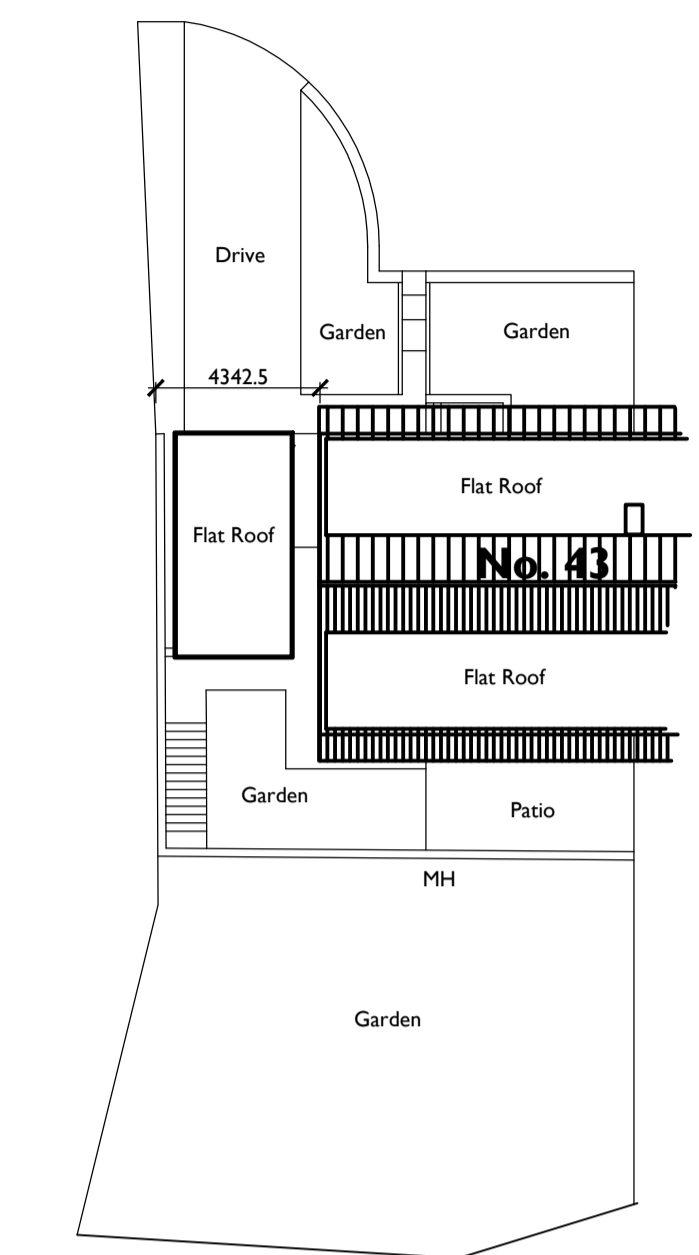 Drive
Garden
Garden
4342.5
Flat Roof
Flat Roof
No. 43
Flat Roof
Garden
Patio
MH
Garden